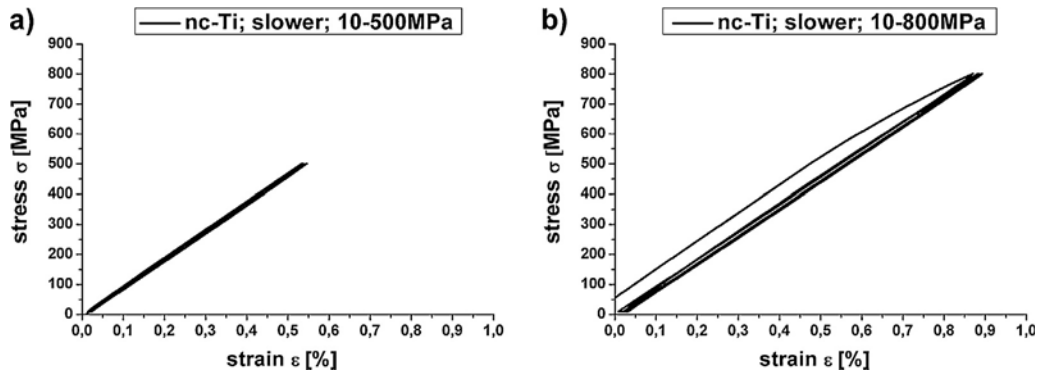 a)
nc-Ti; slower; 10-500MPa
stress σ [MPa]
900
800
700
600
500
400
300
200
100
0
0,0 0,1 0,2 0,3 0,4 0,5 0,6 0,7 0,8 0,9 1,0
strain ε [%]
b)
nc-Ti; slower; 10-800MPa
stress σ [MPa]
900
800
700
600
500
400
300
200
100
0
0,0 0,1 0,2 0,3 0,4 0,5 0,6 0,7 0,8 0,9 1,0
strain ε [%]